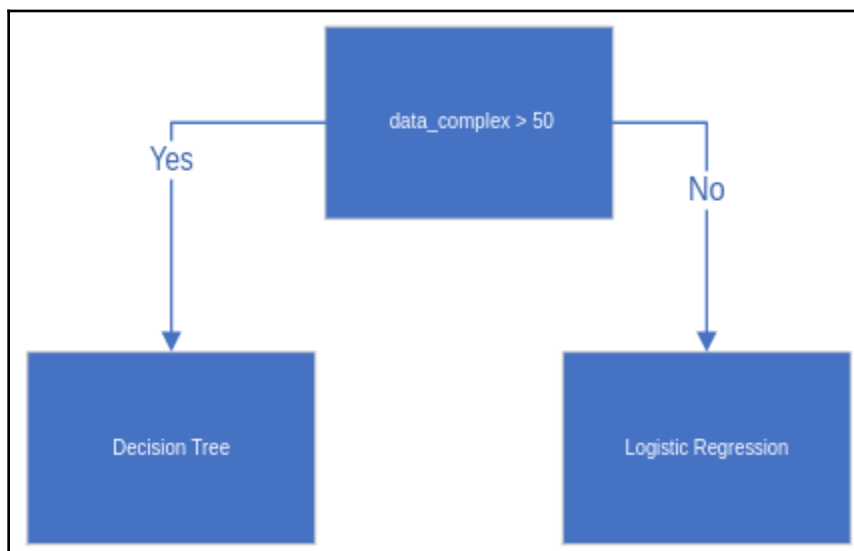 data_complex > 50
Yes
No
Decision Tree
Logistic Regression